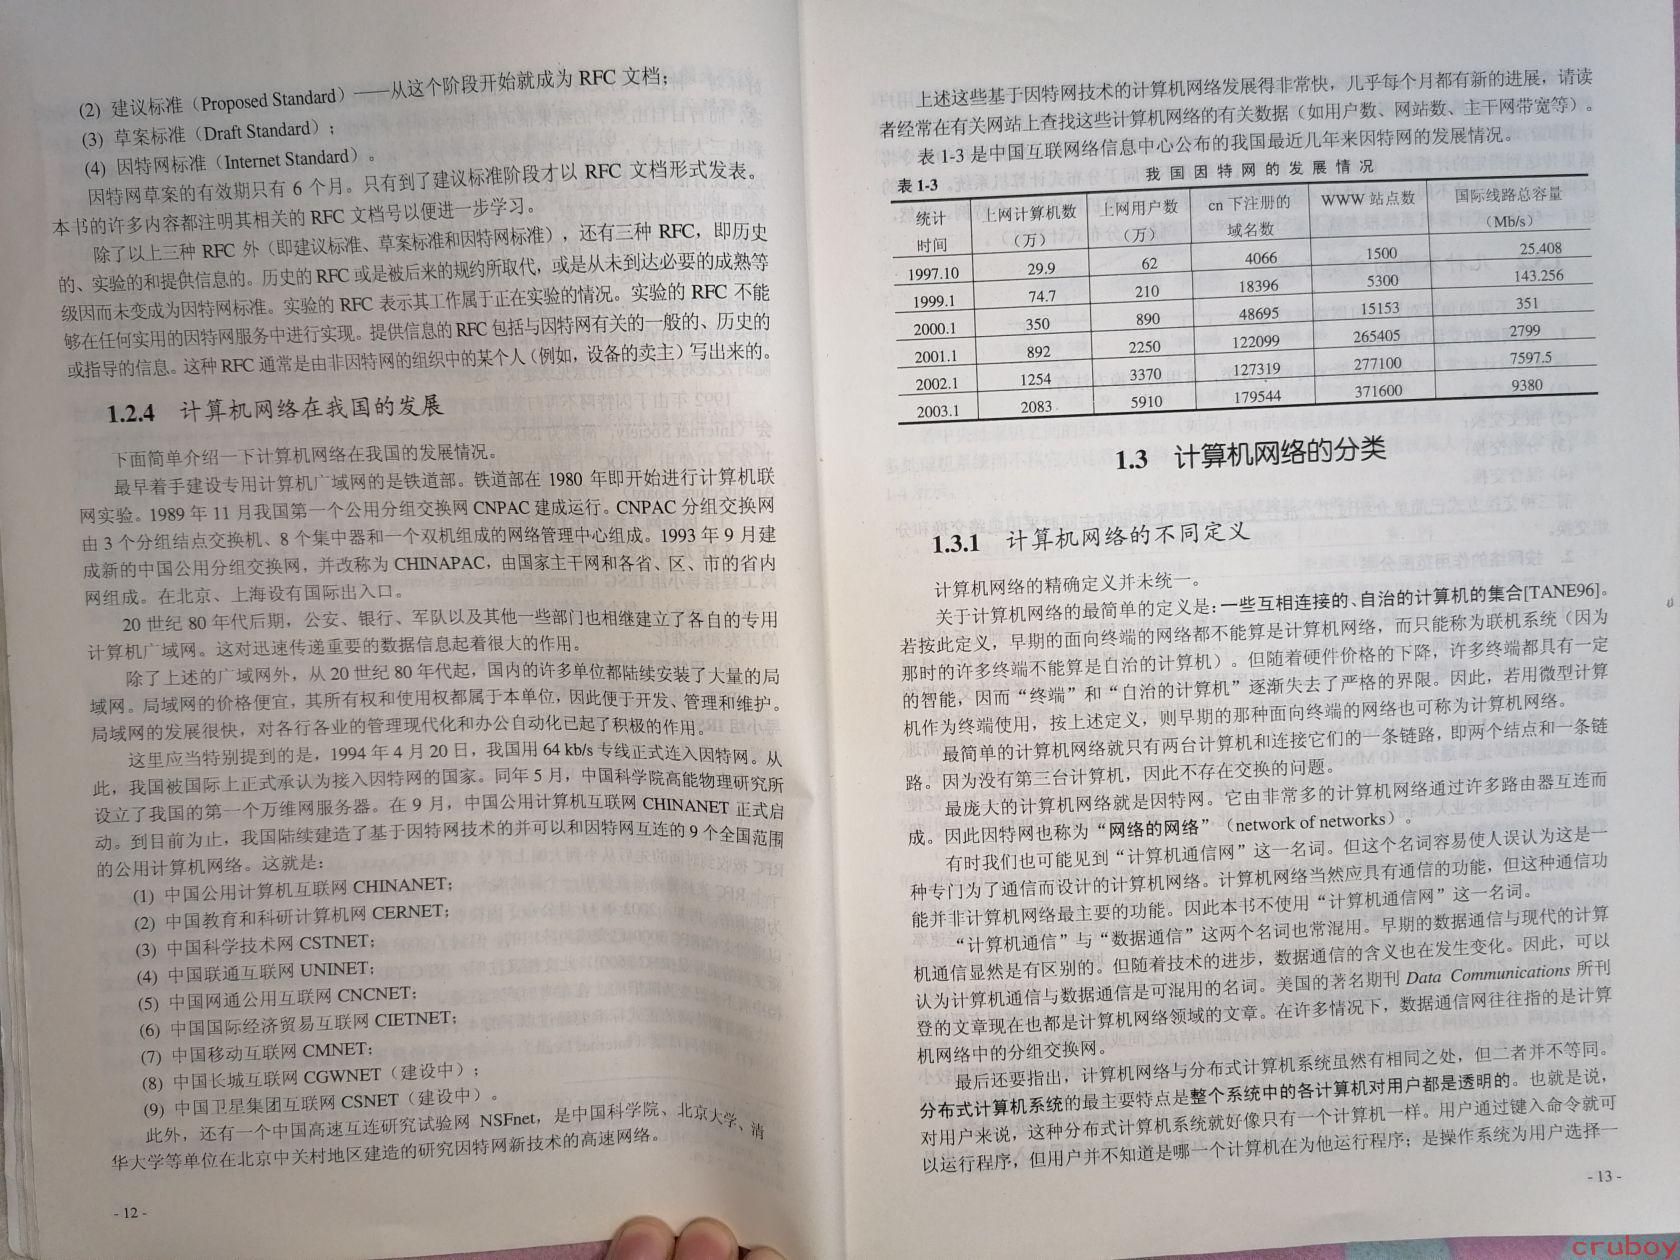 (2) 建议标准（Proposed Standard）——从这个阶段开始就成为 RFC 文档；
(3) 草案标准（Draft Standard）；
(4) 因特网标准（Internet Standard）。
因特网草案的有效期只有 6 个月。只有到了建议标准阶段才以 RFC 文档形式发表。
本书的许多内容都注明其相关的 RFC 文档号以便进一步学习。
除了以上三种 RFC 外（即建议标准、草案标准和因特网标准），还有三种 RFC，即历史
的、实验的和提供信息的。历史的 RFC 或是被后来的规约所取代，或是从未到达必要的成熟等
级因而未变成为因特网标准。实验的 RFC 表示其工作属于正在实验的情况。实验的 RFC 不能
够在任何实用的因特网服务中进行实现。提供信息的 RFC 包括与因特网有关的一般的、历史的
或指导的信息。这种 RFC 通常是由非因特网的组织中的某个人（例如，设备的卖主）写出来的。
1.2.4 计算机网络在我国的发展
下面简单介绍一下计算机网络在我国的发展情况。
最早着手建设专用计算机广域网的是铁道部。铁道部在 1980 年即开始进行计算机联
网实验。1989 年 11 月我国第一个公用分组交换网 CNPAC 建成运行。CNPAC 分组交换网
由 3 个分组结点交换机、8 个集中器和一个双机组成的网络管理中心组成。1993 年 9 月建
成新的中国公用分组交换网，并改称为 CHINAPAC，由国家主干网和各省、区、市的省内
网组成。在北京、上海设有国际出入口。
20 世纪 80 年代后期，公安、银行、军队以及其他一些部门也相继建立了各自的专用
计算机广域网。这对迅速传递重要的数据信息起着很大的作用。
除了上述的广域网外，从 20 世纪 80 年代起，国内的许多单位都陆续安装了大量的局
域网。局域网的价格便宜，其所有权和使用权都属于本单位，因此便于开发、管理和维护。
局域网的发展很快，对各行各业的管理现代化和办公自动化已起了积极的作用。
这里应当特别提到的是，1994 年 4 月 20 日，我国用 64 kb/s 专线正式连入因特网。从
此，我国被国际上正式承认为接入因特网的国家。同年 5 月，中国科学院高能物理研究所
设立了我国的第一个万维网服务器。在 9 月，中国公用计算机互联网 CHINANET 正式启
动。到目前为止，我国陆续建造了基于因特网技术的并可以和因特网互连的 9 个全国范围
的公用计算机网络。这就是：
(1) 中国公用计算机互联网 CHINANET；
(2) 中国教育和科研计算机网 CERNET；
(3) 中国科学技术网 CSTNET；
(4) 中国联通互联网 UNINET；
(5) 中国网通公用互联网 CNCNET；
(6) 中国国际经济贸易互联网 CIETNET；
(7) 中国移动互联网 CMNET；
(8) 中国长城互联网 CGWNET（建设中）；
(9) 中国卫星集团互联网 CSNET（建设中）。
此外，还有一个中国高速互连研究试验网 NSFnet，是中国科学院、北京大学、清
华大学等单位在北京中关村地区建造的研究因特网新技术的高速网络。
- 12 -
上述这些基于因特网技术的计算机网络发展得非常快，几乎每个月都有新的进展，请读
者经常在有关网站上查找这些计算机网络的有关数据（如用户数、网站数、主干网带宽等）。
表 1-3 是中国互联网络信息中心公布的我国最近几年来因特网的发展情况。
表 1-3 我国因特网的发展情况
统计时间 上网计算机数（万） 上网用户数（万） cn 下注册的域名数 WWW 站点数 国际线路总容量（Mb/s）
1997.10 29.9 62 4066 1500 25.408
1999.1 74.7 210 18396 5300 143.256
2000.1 350 890 48695 15153 351
2001.1 892 2250 122099 265405 2799
2002.1 1254 3370 127319 277100 7597.5
2003.1 2083 5910 179544 371600 9380
1.3 计算机网络的分类
1.3.1 计算机网络的不同定义
计算机网络的精确定义并未统一。
关于计算机网络的最简单的定义是：一些互相连接的、自治的计算机的集合[TANE96]。
若按此定义，早期的面向终端的网络都不能算是计算机网络，而只能称为联机系统（因为
那时的许多终端不能算是自治的计算机）。但随着硬件价格的下降，许多终端都具有一定
的智能，因而“终端”和“自治的计算机”逐渐失去了严格的界限。因此，若用微型计算
机作为终端使用，按上述定义，则早期的那种面向终端的网络也可称为计算机网络。
最简单的计算机网络就只有两台计算机和连接它们的一条链路，即两个结点和一条链
路。因为没有第三台计算机，因此不存在交换的问题。
最庞大的计算机网络就是因特网。它由非常多的计算机网络通过许多路由器互连而
成。因此因特网也称为“网络的网络”（network of networks）。
有时我们也可能见到“计算机通信网”这一名词。但这个名词容易使人误认为这是一
种专门为了通信而设计的计算机网络。计算机网络当然应具有通信的功能，但这种通信功
能并非计算机网络最主要的功能。因此本书不使用“计算机通信网”这一名词。
“计算机通信”与“数据通信”这两个名词也常混用。早期的数据通信与现代的计算
机通信显然是有区别的。但随着技术的进步，数据通信的含义也在发生变化。因此，可以
认为计算机通信与数据通信是可混用的名词。美国的著名期刊 Data Communications 所刊
登的文章现在也都是计算机网络领域的文章。在许多情况下，数据通信网往往指的是计算
机网络中的分组交换网。
最后还要指出，计算机网络与分布式计算机系统虽然有相同之处，但二者并不等同。
分布式计算机系统的最主要特点是整个系统中的各计算机对用户都是透明的。也就是说，
对用户来说，这种分布式计算机系统就好像只有一个计算机一样。用户通过键入命令就可
以运行程序，但用户并不知道是哪一个计算机在为他运行程序；是操作系统为用户选择一
- 13 -
cruboy